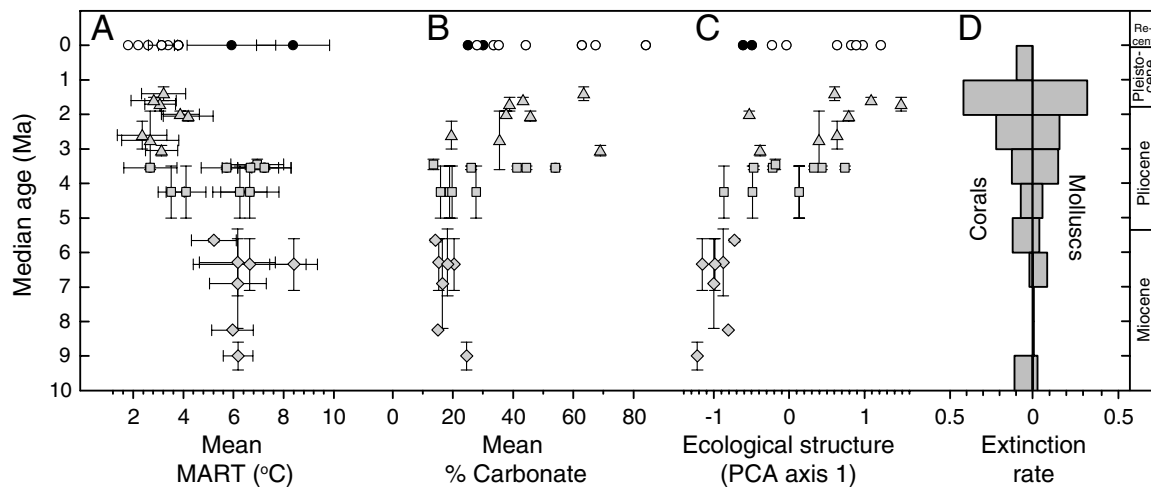 A
B
C
D
Median age (Ma)
0
1
2
3
4
5
6
7
8
9
10
2 4 6 8 10
Mean
MART (°C)
0 20 40 60 80
Mean
% Carbonate
-1 0 1
Ecological structure
(PCA axis 1)
0.5 0 0.5
Extinction
rate
Corals
Molluscs
Re-
cent
Pleisto-
cene
Pliocene
Miocene